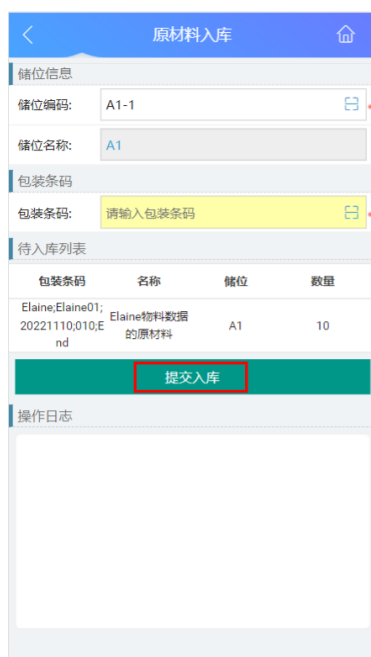 原材料入库
储位信息
储位编码: A1-1 *
储位名称: A1
包装条码
包装条码: 请输入包装条码 *
待入库列表
包装条码 名称 储位 数量
Elaine;Elaine01;
20221110;010;E
nd
Elaine物料数据
的原材料
A1
10
提交入库
操作日志